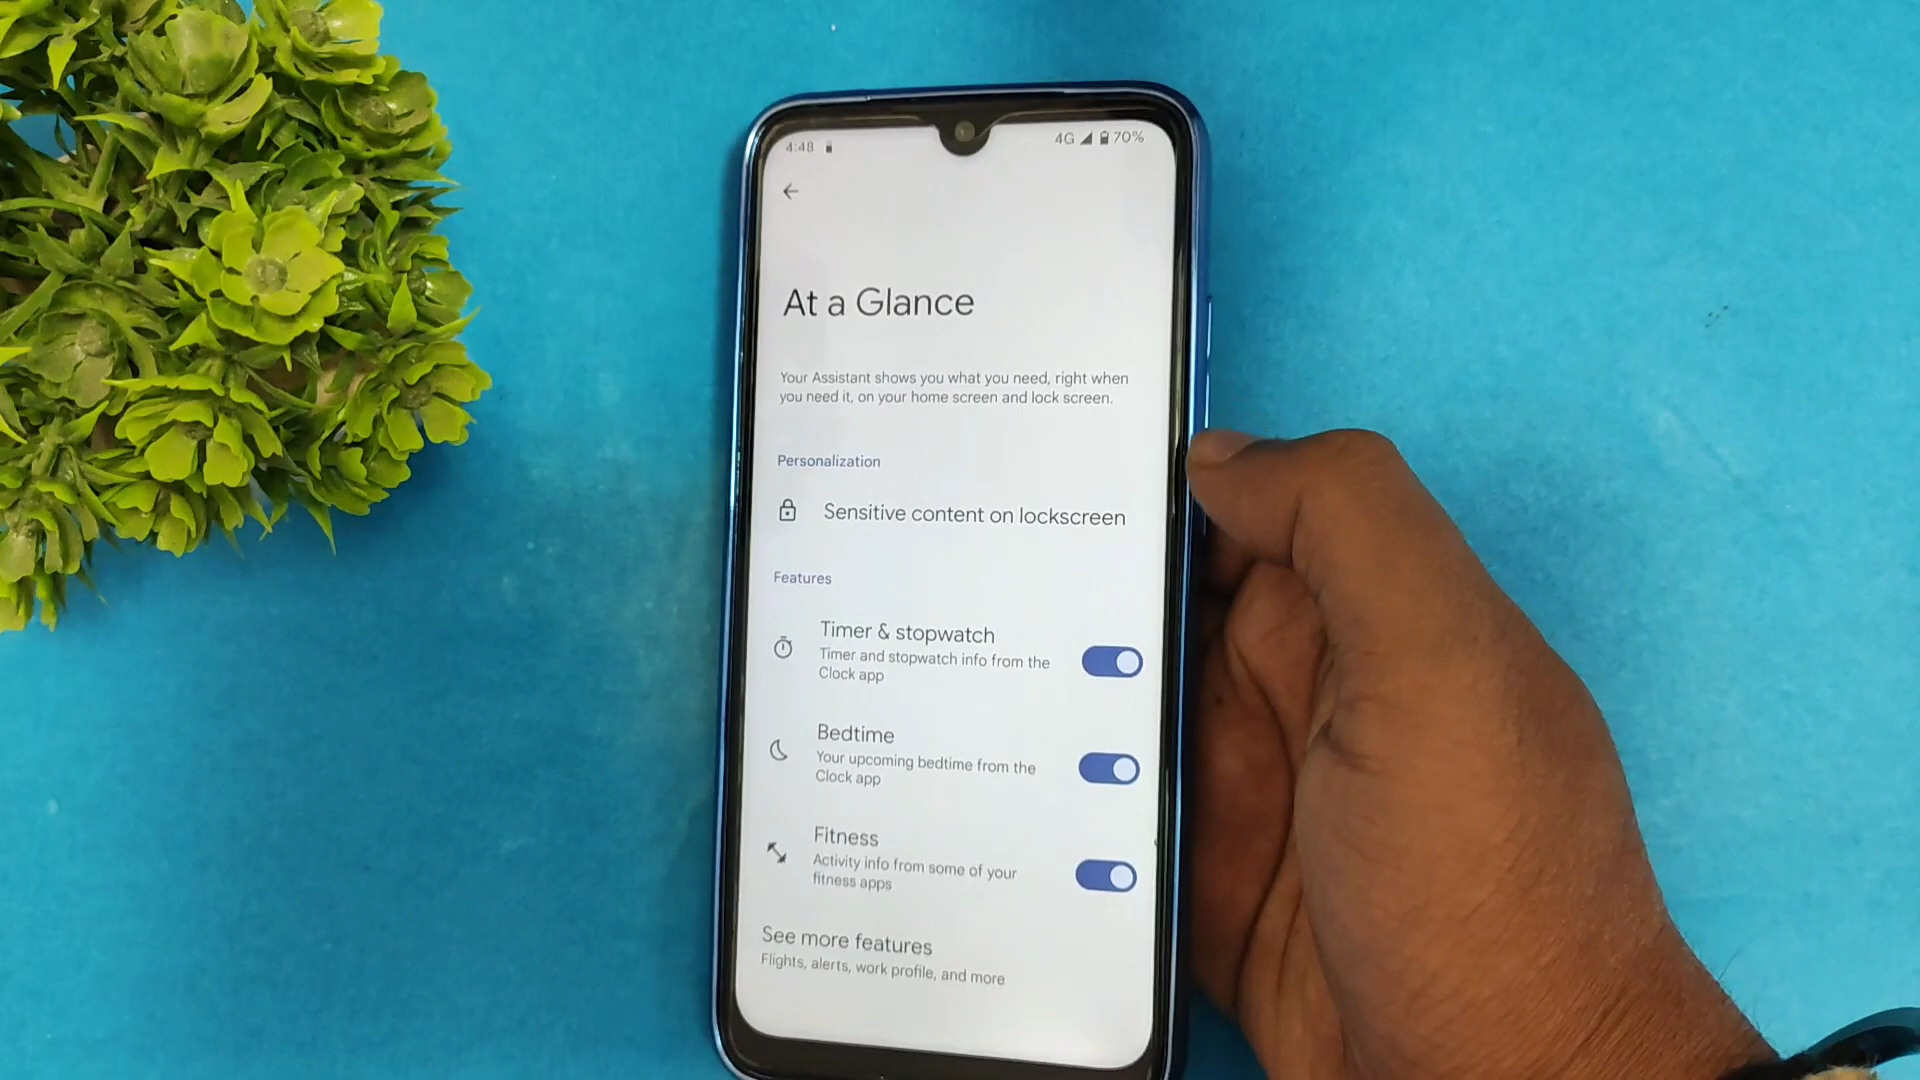 4:48
4G 70%
At a Glance
Your Assistant shows you what you need, right when
you need it, on your home screen and lock screen.
Personalization
Sensitive content on lockscreen
Features
Timer & stopwatch
Timer and stopwatch info from the
Clock app
Bedtime
Your upcoming bedtime from the
Clock app
Fitness
Activity info from some of your
fitness apps
See more features
Flights, alerts, work profile, and more